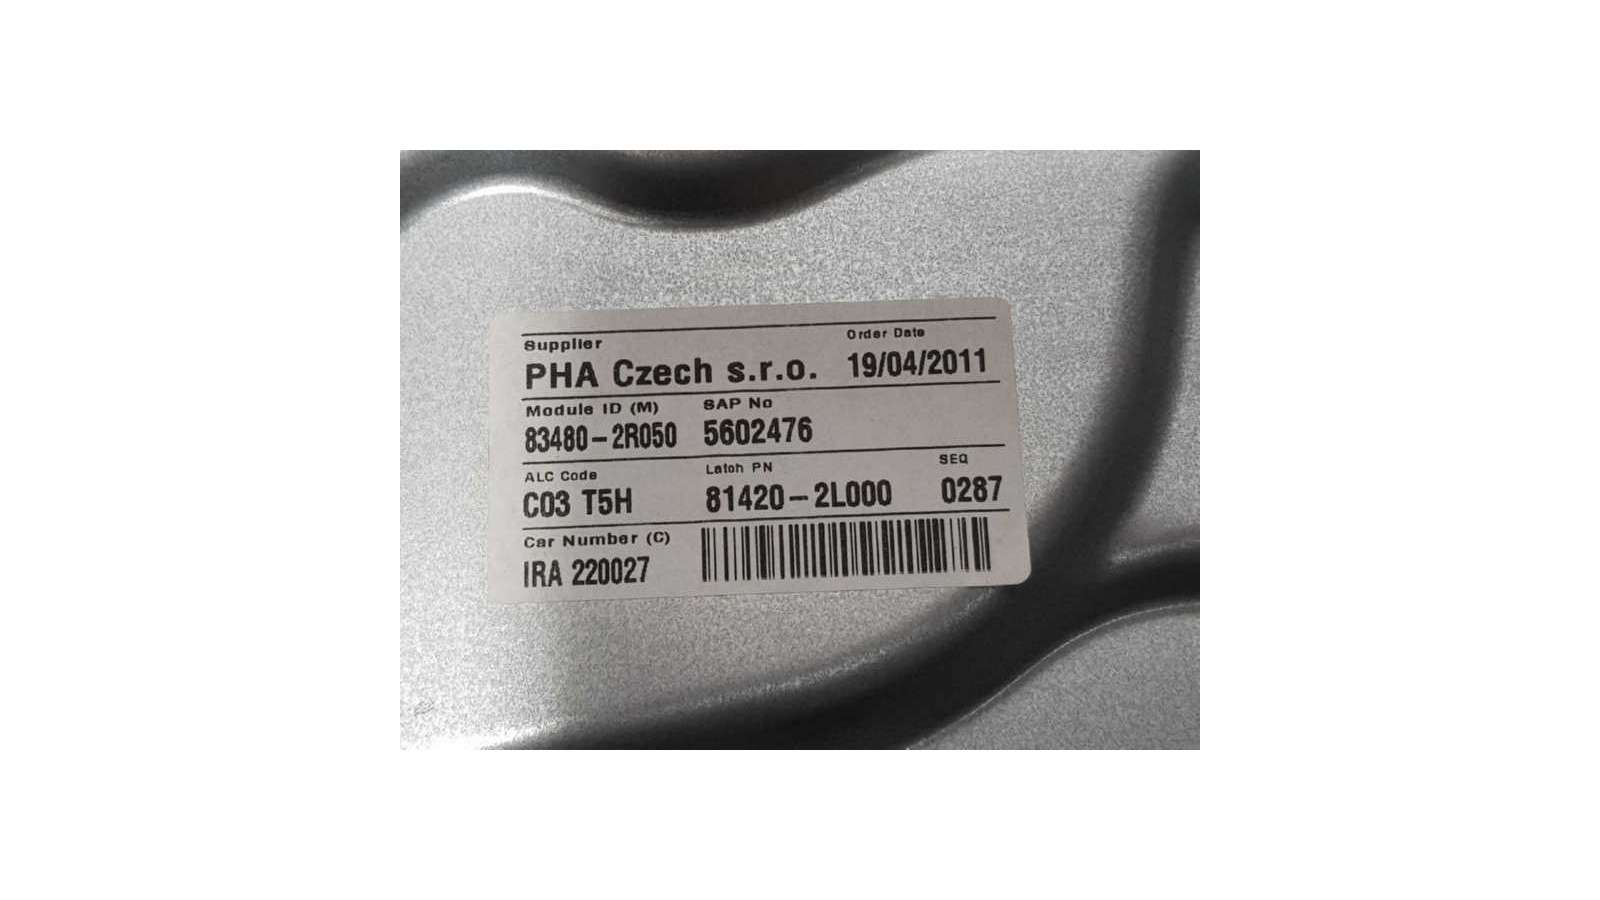 Supplier Order Date
PHA Czech s.r.o. 19/04/2011
Module ID (M) SAP No
83480-2R050 5602476
ALC Code Latch PN SEQ
C03 T5H 81420-2L000 0287
Car Number (C)
IRA 220027